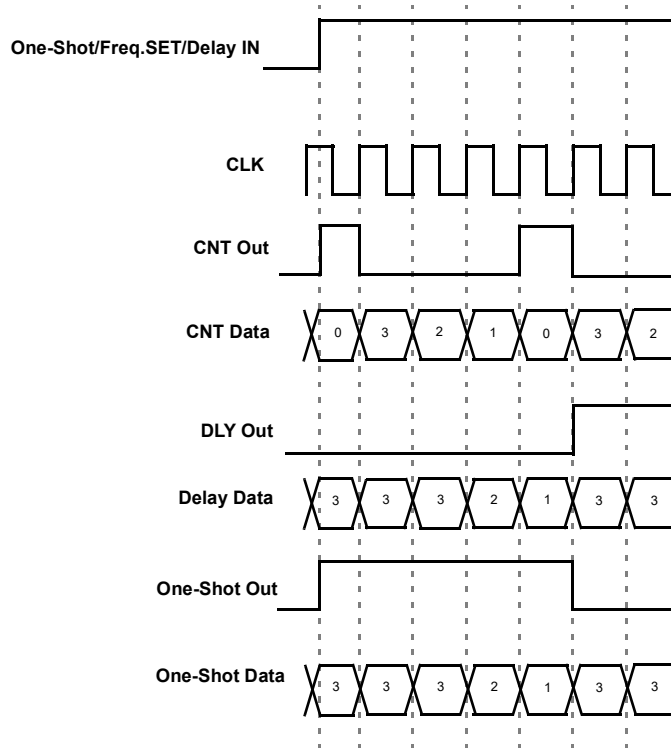 One-Shot/Freq.SET/Delay IN
CLK
CNT Out
CNT Data 0 3 2 1 0 3 2
DLY Out
Delay Data 3 3 3 2 1 3 3
One-Shot Out
One-Shot Data 3 3 3 2 1 3 3